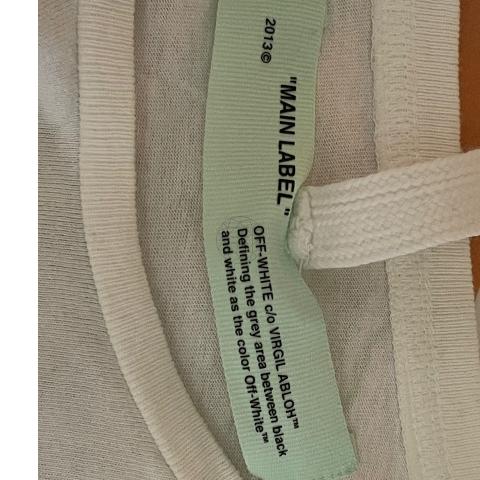 2013©
"MAIN LABEL"
OFF-WHITE c/o VIRGIL ABLOH™
Defining the grey area between black
and white as the color Off-White™